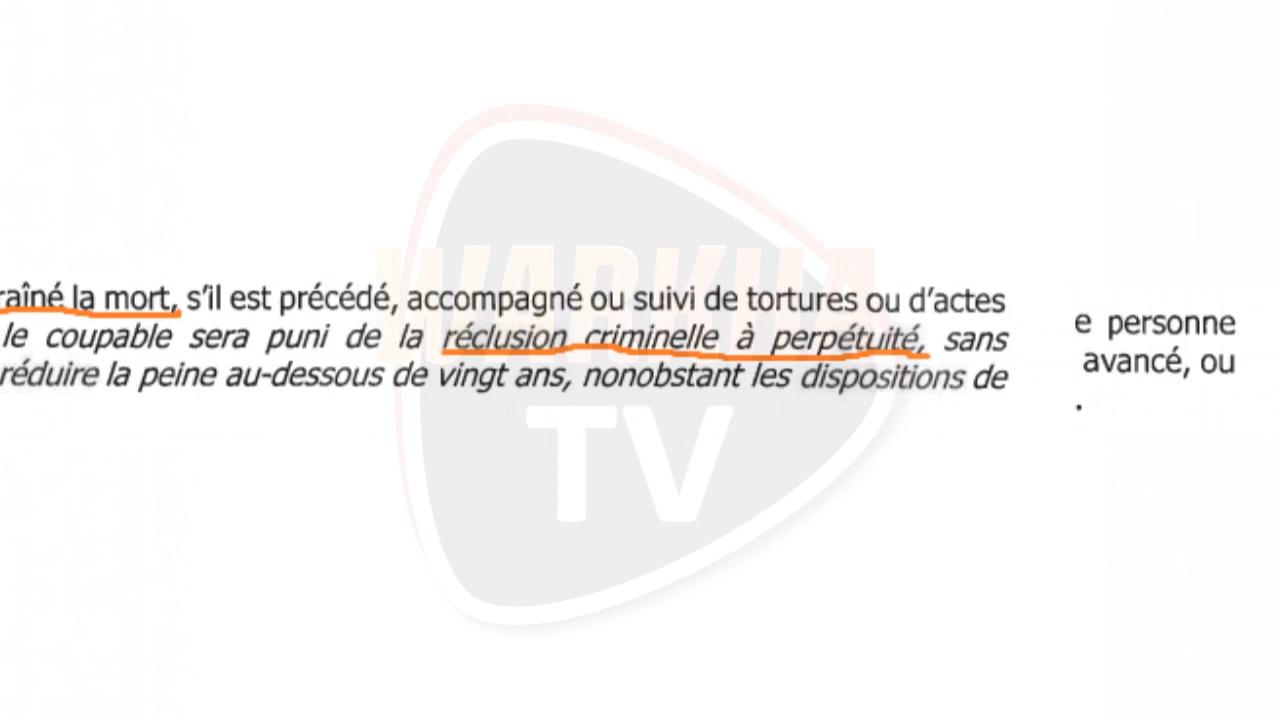 raîné la mort, s'il est précédé, accompagné ou suivi de tortures ou d'actes
le coupable sera puni de la réclusion criminelle à perpétuité, sans
réduire la peine au-dessous de vingt ans, nonobstant les dispositions de
e personne
avancé, ou
.
TV